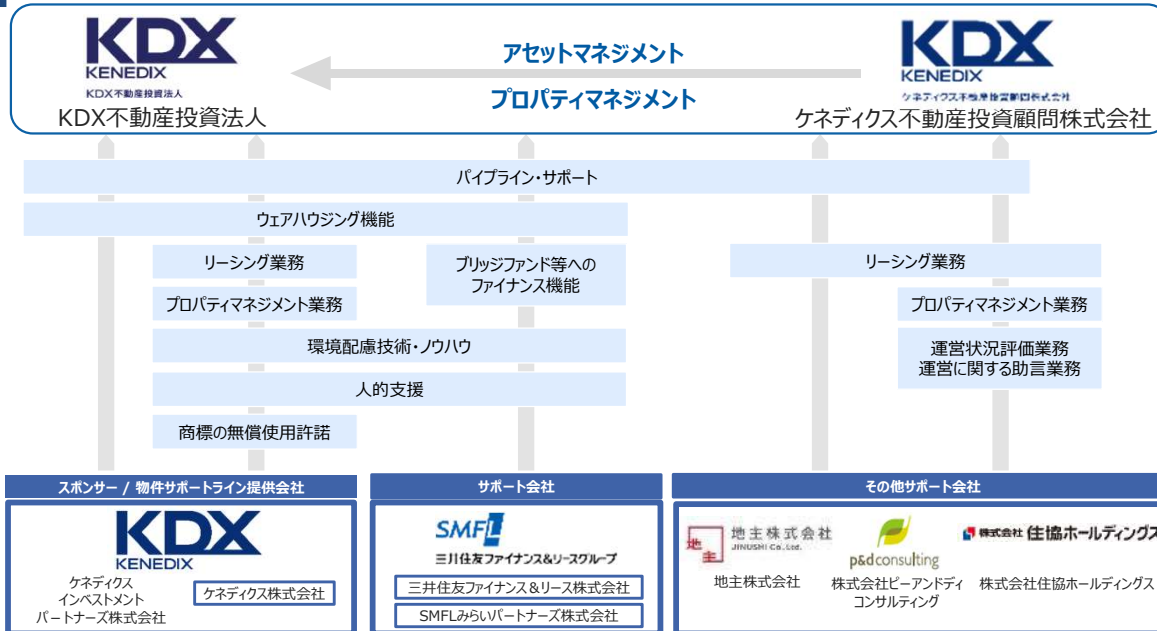 KDX
KENEDIX
KDX不動産投資法人
KDX不動産投資法人
アセットマネジメント
プロパティマネジメント
KDX
KENEDIX
ケネディクス不動産投資顧問株式会社
ケネディクス不動産投資顧問株式会社
パイプライン・サポート
ウェアハウジング機能
リーシング業務
ブリッジファンド等への
ファイナンス機能
リーシング業務
プロパティマネジメント業務
プロパティマネジメント業務
環境配慮技術・ノウハウ
運営状況評価業務
運営に関する助言業務
人的支援
商標の無償使用許諾
スポンサー / 物件サポートライン提供会社
KDX
KENEDIX
ケネディクス
インベストメント
パートナーズ株式会社
ケネディクス株式会社
サポート会社
SMFL
三井住友ファイナンス&リースグループ
三井住友ファイナンス&リース株式会社
SMFLみらいパートナーズ株式会社
その他サポート会社
地主
地主株式会社
JINUSHI Co.,Ltd.
地主株式会社
p&dconsulting
株式会社ピーアンドディ
コンサルティング
株式会社 住協ホールディングス
株式会社住協ホールディングス